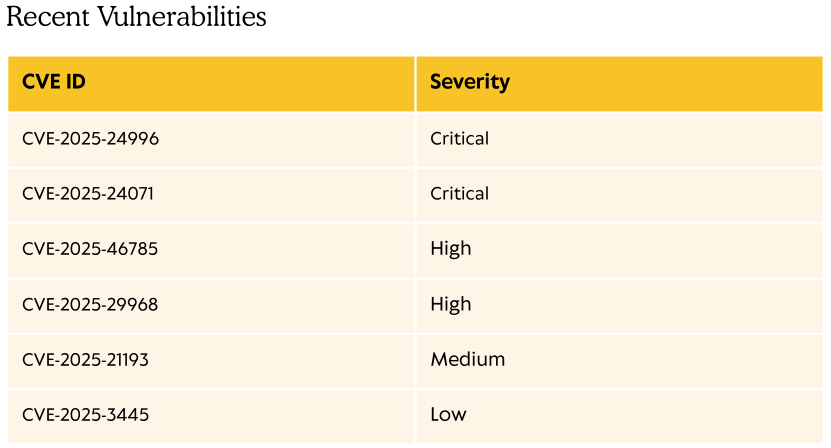 Recent Vulnerabilities
CVE ID Severity
CVE-2025-24996 Critical
CVE-2025-24071 Critical
CVE-2025-46785 High
CVE-2025-29968 High
CVE-2025-21193 Medium
CVE-2025-3445 Low